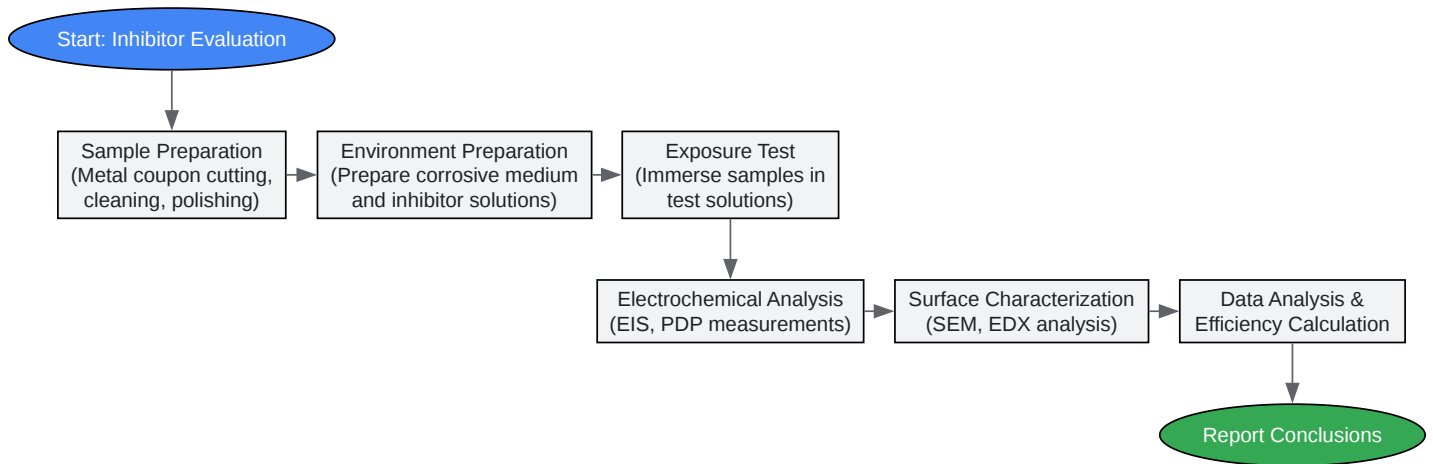 Start: Inhibitor Evaluation
Sample Preparation
(Metal coupon cutting,
cleaning, polishing)
Environment Preparation
(Prepare corrosive medium
and inhibitor solutions)
Exposure Test
(Immerse samples in
test solutions)
Electrochemical Analysis
(EIS, PDP measurements)
Surface Characterization
(SEM, EDX analysis)
Data Analysis &
Efficiency Calculation
Report Conclusions